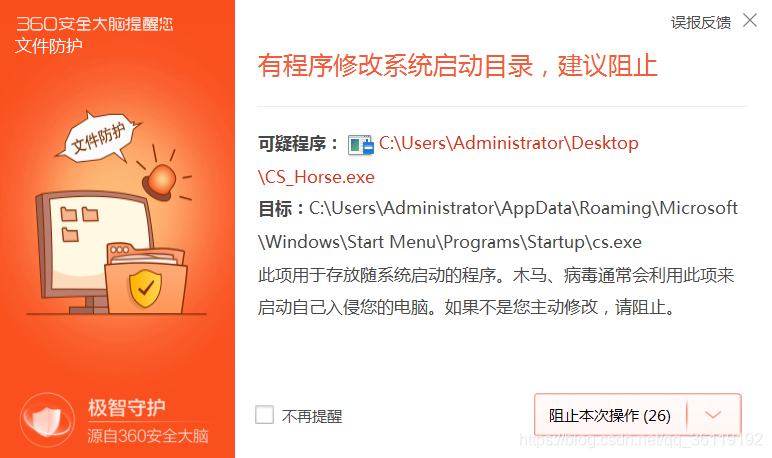 360安全大脑提醒您
文件防护
误报反馈
有程序修改系统启动目录，建议阻止
文件防护
可疑程序： C:\Users\Administrator\Desktop
\CS_Horse.exe
目标：C:\Users\Administrator\AppData\Roaming\Microsoft
\Windows\Start Menu\Programs\Startup\cs.exe
此项用于存放随系统启动的程序。木马、病毒通常会利用此项来
启动自己入侵您的电脑。如果不是您主动修改，请阻止。
不再提醒
阻止本次操作 (26)
极智守护
源自360安全大脑
https://blog.csdn.net/qq_36119192